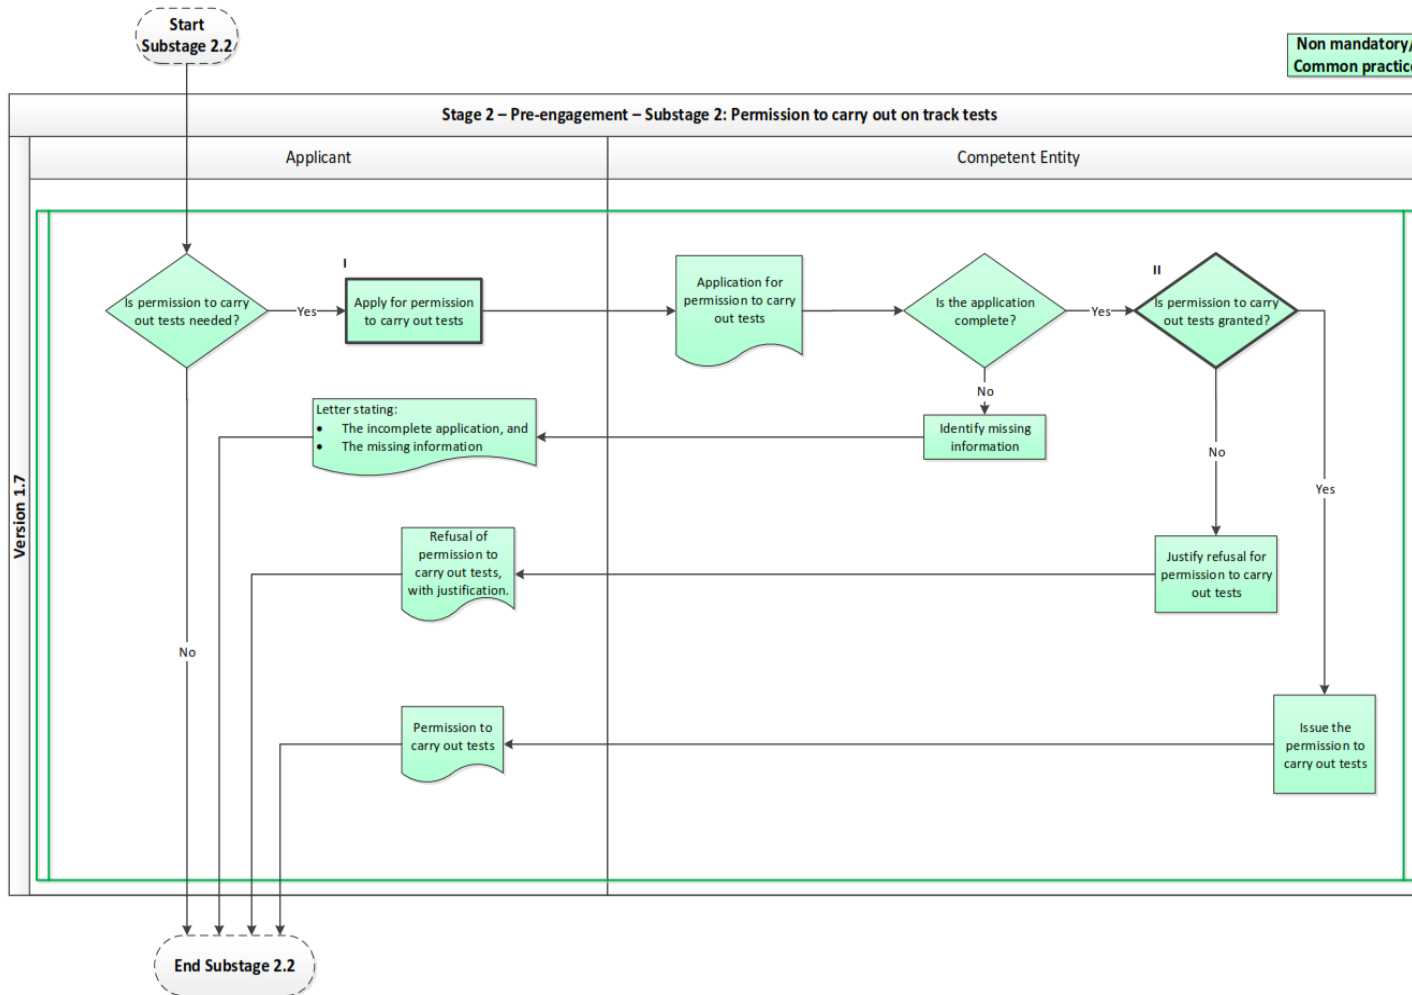 Start
Substage 2.2
Non mandatory/
Common practice
Stage 2 – Pre-engagement – Substage 2: Permission to carry out on track tests
Applicant
Competent Entity
Version 1.7
Is permission to carry
out tests needed?
Yes
I
Apply for permission
to carry out tests
Application for
permission to carry
out tests
Is the application
complete?
Yes
II
Is permission to carry
out tests granted?
No
Letter stating:
• The incomplete application, and
• The missing information
Identify missing
information
No
Yes
Refusal of
permission to
carry out tests,
with justification.
Justify refusal for
permission to carry
out tests
No
Permission to
carry out tests
Issue the
permission to
carry out tests
End Substage 2.2